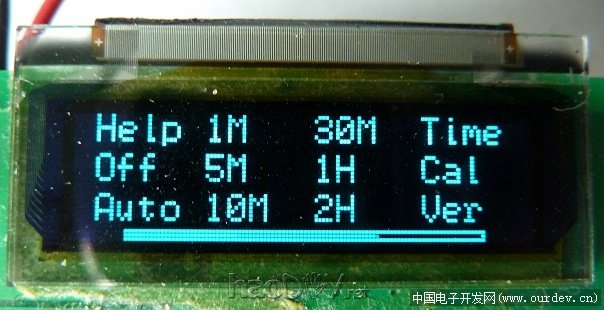 Help 1M 30M Time
Off 5M 1H Cal
Auto 10M 2H Ver
中国电子开发网(www.ourdev.cn)